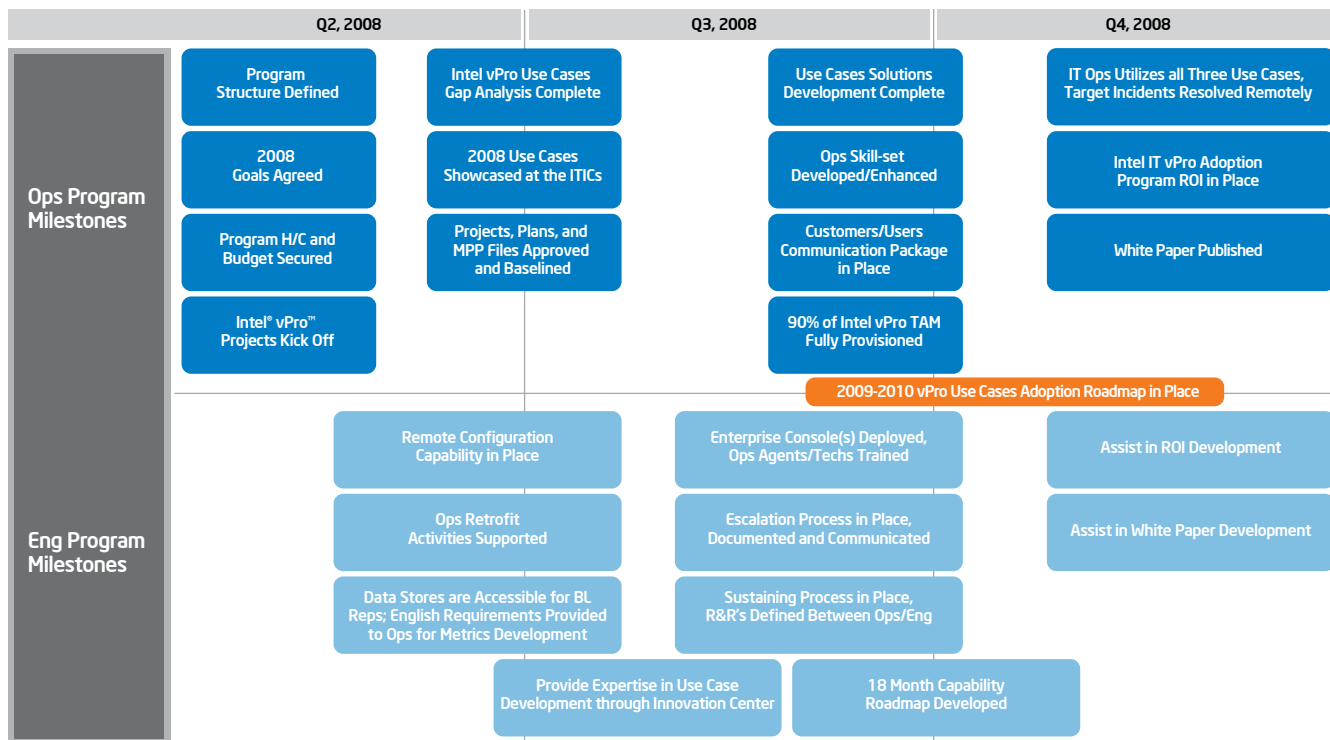 Q2, 2008
Q3, 2008
Q4, 2008
Ops Program
Milestones
Program
Structure Defined
Intel vPro Use Cases
Gap Analysis Complete
Use Cases Solutions
Development Complete
IT Ops Utilizes all Three Use Cases,
Target Incidents Resolved Remotely
2008
Goals Agreed
2008 Use Cases
Showcased at the ITICs
Ops Skill-set
Developed/Enhanced
Intel IT vPro Adoption
Program ROI in Place
Program H/C and
Budget Secured
Projects, Plans, and
MPP Files Approved
and Baselined
Customers/Users
Communication Package
in Place
White Paper Published
Intel® vPro™
Projects Kick Off
90% of Intel vPro TAM
Fully Provisioned
2009-2010 vPro Use Cases Adoption Roadmap in Place
Eng Program
Milestones
Remote Configuration
Capability in Place
Enterprise Console(s) Deployed,
Ops Agents/Techs Trained
Assist in ROI Development
Ops Retrofit
Activities Supported
Escalation Process in Place,
Documented and Communicated
Assist in White Paper Development
Data Stores are Accessible for BL
Reps; English Requirements Provided
to Ops for Metrics Development
Sustaining Process in Place,
R&R's Defined Between Ops/Eng
Provide Expertise in Use Case
Development through Innovation Center
18 Month Capability
Roadmap Developed